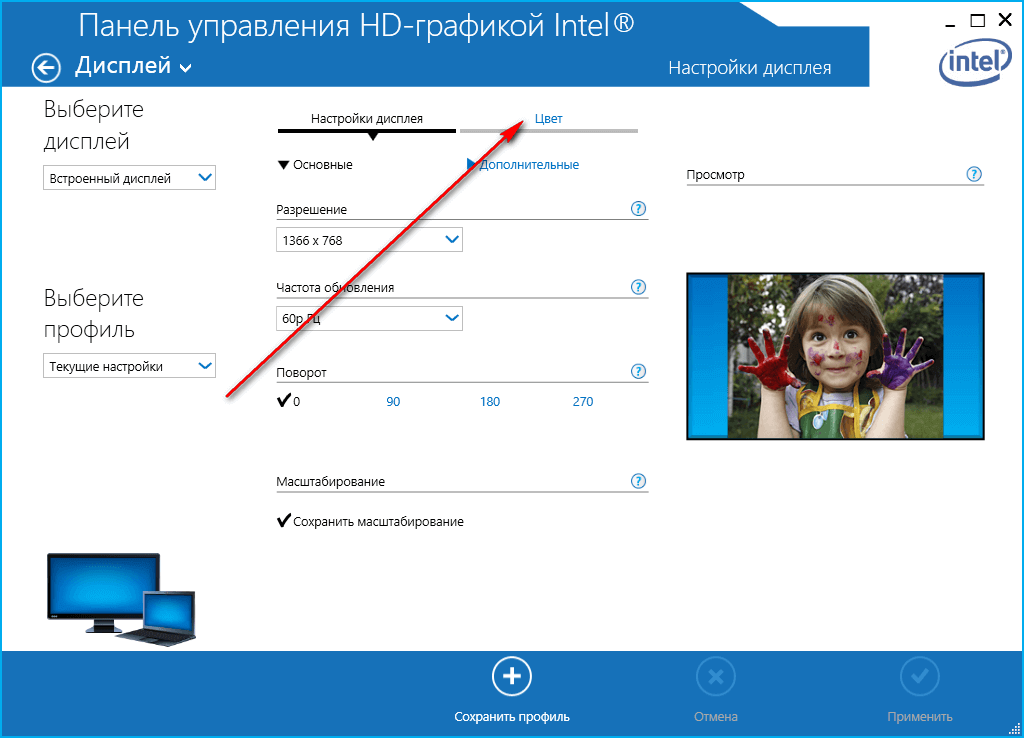 Панель управления HD-графикой Intel®
Дисплей
Настройки дисплея
intel®
Выберите
дисплей
Встроенный дисплей
Выберите
профиль
Текущие настройки
Настройки дисплея
Цвет
Основные
Дополнительные
Разрешение
?
1366 x 768
Частота обновления
?
60p Гц
Поворот
?
0
90
180
270
Масштабирование
?
Сохранить масштабирование
Просмотр
?
Сохранить профиль
Отмена
Применить